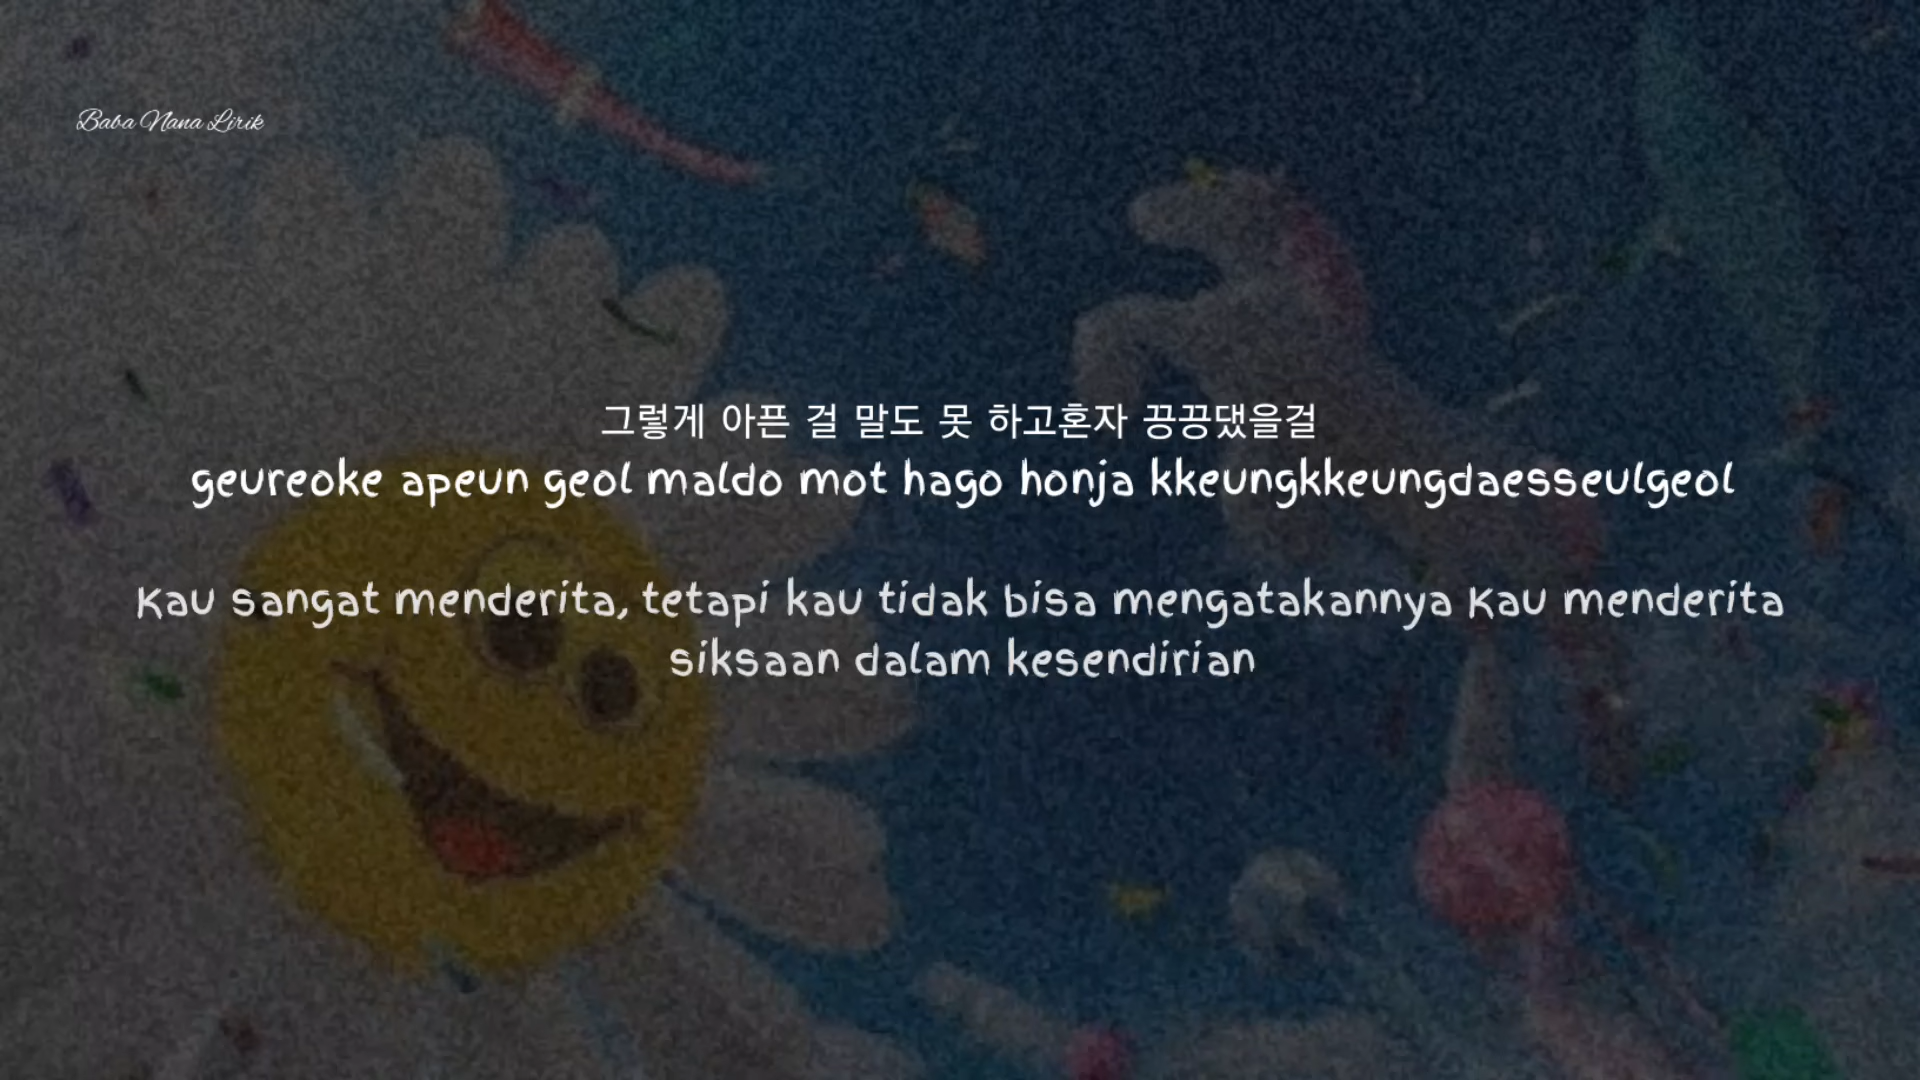 Baba Nana Lirik
그렇게 아픈 걸 말도 못 하고혼자 끙끙댔을걸
geureoke apeun geol maldo mot hago honja kkeungkkeungdaesseulgeol
Kau sangat menderita, tetapi kau tidak bisa mengatakannya Kau menderita
siksaan dalam kesendirian